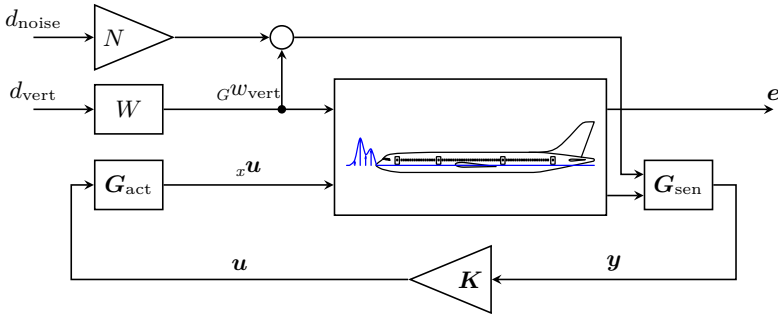 d_noise
N
d_vert
W
_G w_vert
e
G_act
_x u
G_sen
u
K
y